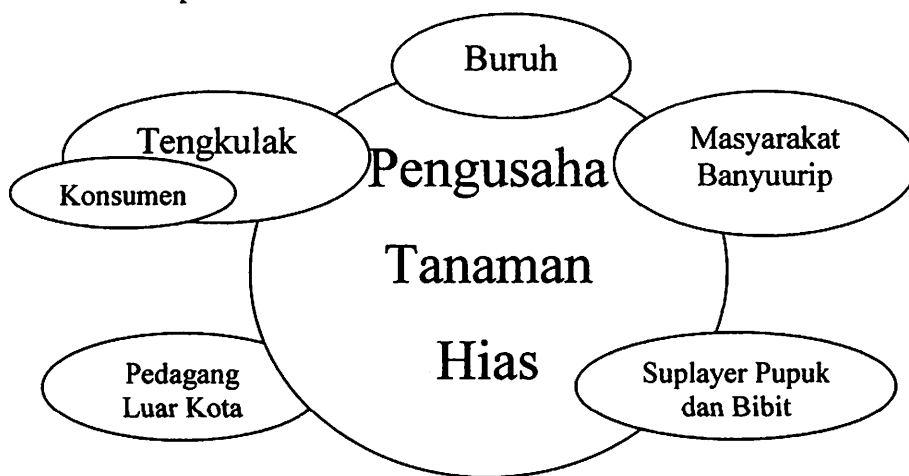 Buruh
Tengkulak
Konsumen
Masyarakat
Banyuurip
Pengusaha
Tanaman
Hias
Pedagang
Luar Kota
Suplayer Pupuk
dan Bibit